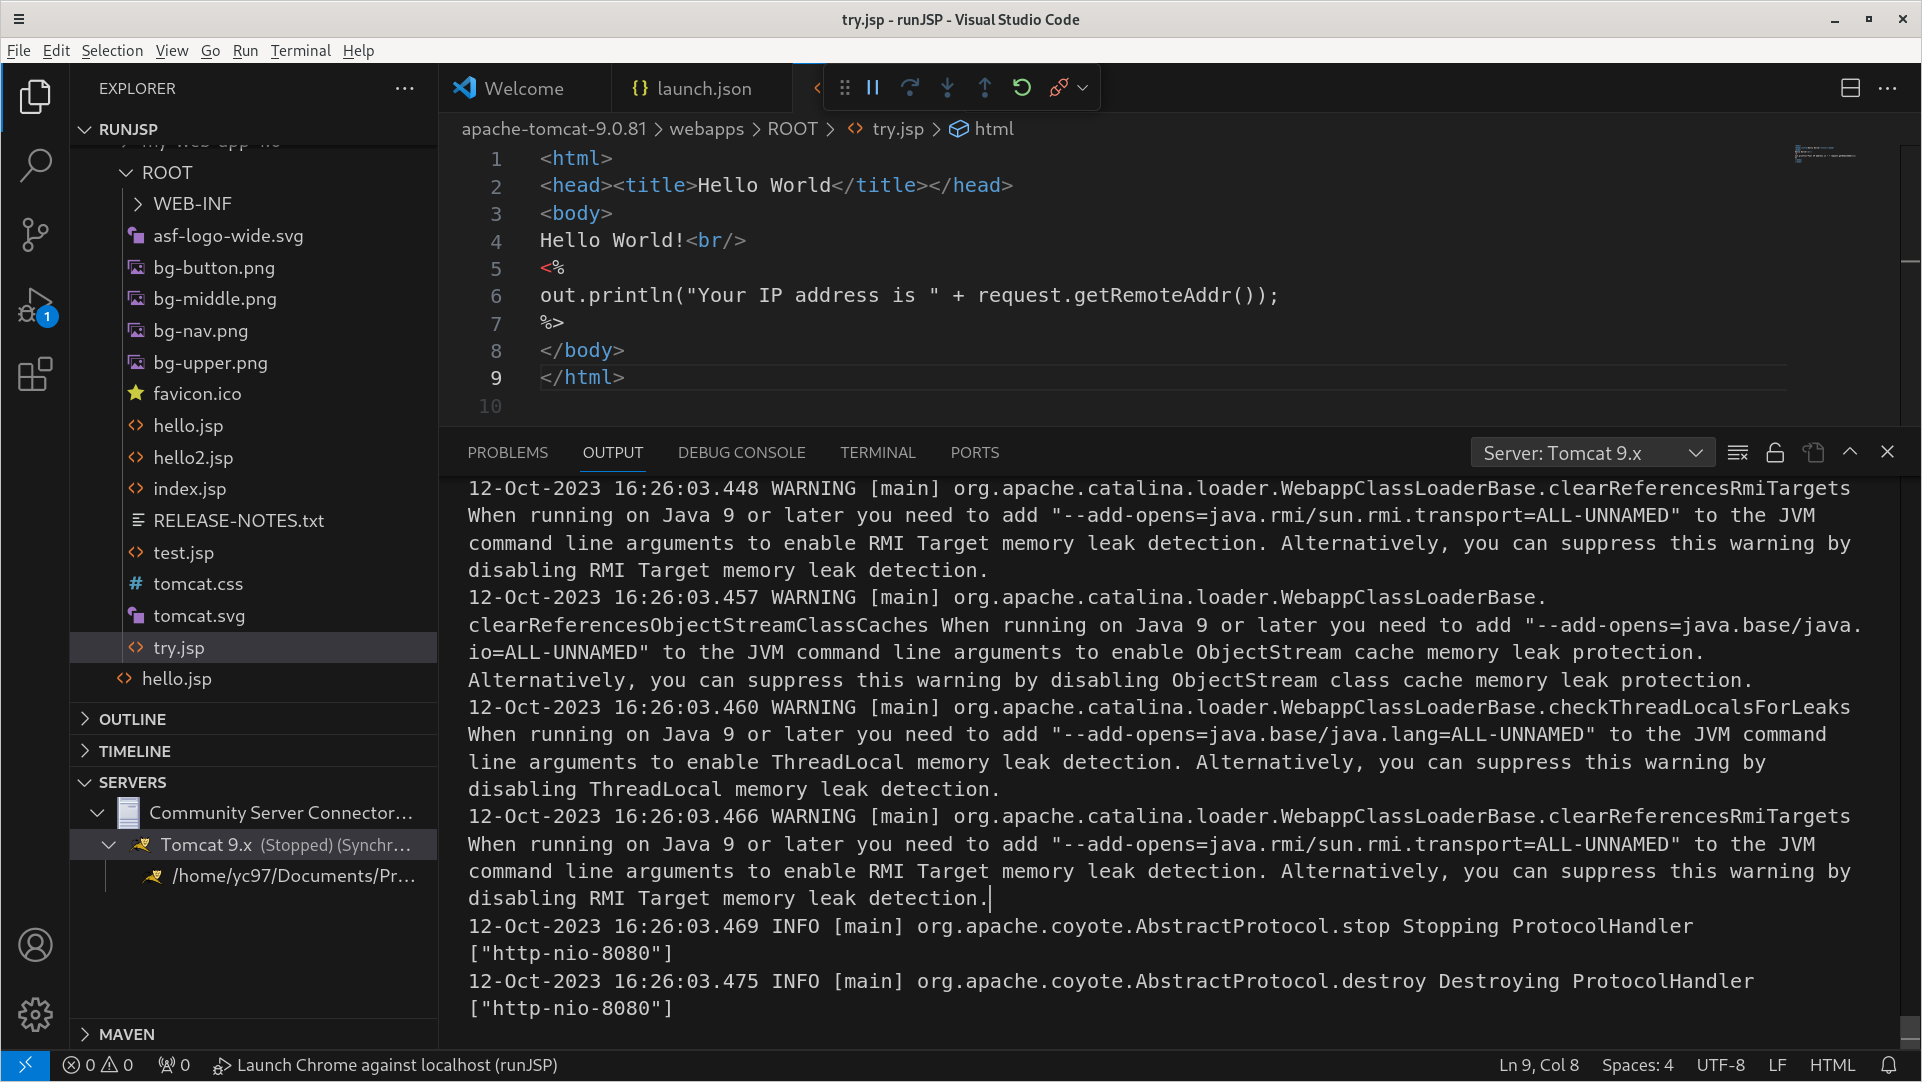 try.jsp - runJSP - Visual Studio Code
File Edit Selection View Go Run Terminal Help
EXPLORER
Welcome
{} launch.json
RUNJSP
apache-tomcat-9.0.81 > webapps > ROOT > <> try.jsp > html
ROOT
WEB-INF
asf-logo-wide.svg
bg-button.png
bg-middle.png
bg-nav.png
bg-upper.png
favicon.ico
hello.jsp
hello2.jsp
index.jsp
RELEASE-NOTES.txt
test.jsp
# tomcat.css
tomcat.svg
try.jsp
hello.jsp
OUTLINE
TIMELINE
SERVERS
Community Server Connector...
Tomcat 9.x (Stopped) (Synchr...
/home/yc97/Documents/Pr...
MAVEN
1
1 <html>
2 <head><title>Hello World</title></head>
3 <body>
4 Hello World!<br/>
5 <%
6 out.println("Your IP address is " + request.getRemoteAddr());
7 %>
8 </body>
9 </html>
10
PROBLEMS OUTPUT DEBUG CONSOLE TERMINAL PORTS
Server: Tomcat 9.x
12-Oct-2023 16:26:03.448 WARNING [main] org.apache.catalina.loader.WebappClassLoaderBase.clearReferencesRmiTargets
When running on Java 9 or later you need to add "--add-opens=java.rmi/sun.rmi.transport=ALL-UNNAMED" to the JVM
command line arguments to enable RMI Target memory leak detection. Alternatively, you can suppress this warning by
disabling RMI Target memory leak detection.
12-Oct-2023 16:26:03.457 WARNING [main] org.apache.catalina.loader.WebappClassLoaderBase.
clearReferencesObjectStreamClassCaches When running on Java 9 or later you need to add "--add-opens=java.base/java.
io=ALL-UNNAMED" to the JVM command line arguments to enable ObjectStream cache memory leak protection.
Alternatively, you can suppress this warning by disabling ObjectStream class cache memory leak protection.
12-Oct-2023 16:26:03.460 WARNING [main] org.apache.catalina.loader.WebappClassLoaderBase.checkThreadLocalsForLeaks
When running on Java 9 or later you need to add "--add-opens=java.base/java.lang=ALL-UNNAMED" to the JVM command
line arguments to enable ThreadLocal memory leak detection. Alternatively, you can suppress this warning by
disabling ThreadLocal memory leak detection.
12-Oct-2023 16:26:03.466 WARNING [main] org.apache.catalina.loader.WebappClassLoaderBase.clearReferencesRmiTargets
When running on Java 9 or later you need to add "--add-opens=java.rmi/sun.rmi.transport=ALL-UNNAMED" to the JVM
command line arguments to enable RMI Target memory leak detection. Alternatively, you can suppress this warning by
disabling RMI Target memory leak detection.
12-Oct-2023 16:26:03.469 INFO [main] org.apache.coyote.AbstractProtocol.stop Stopping ProtocolHandler
["http-nio-8080"]
12-Oct-2023 16:26:03.475 INFO [main] org.apache.coyote.AbstractProtocol.destroy Destroying ProtocolHandler
["http-nio-8080"]
0 0 0 Launch Chrome against localhost (runJSP)
Ln 9, Col 8 Spaces: 4 UTF-8 LF HTML